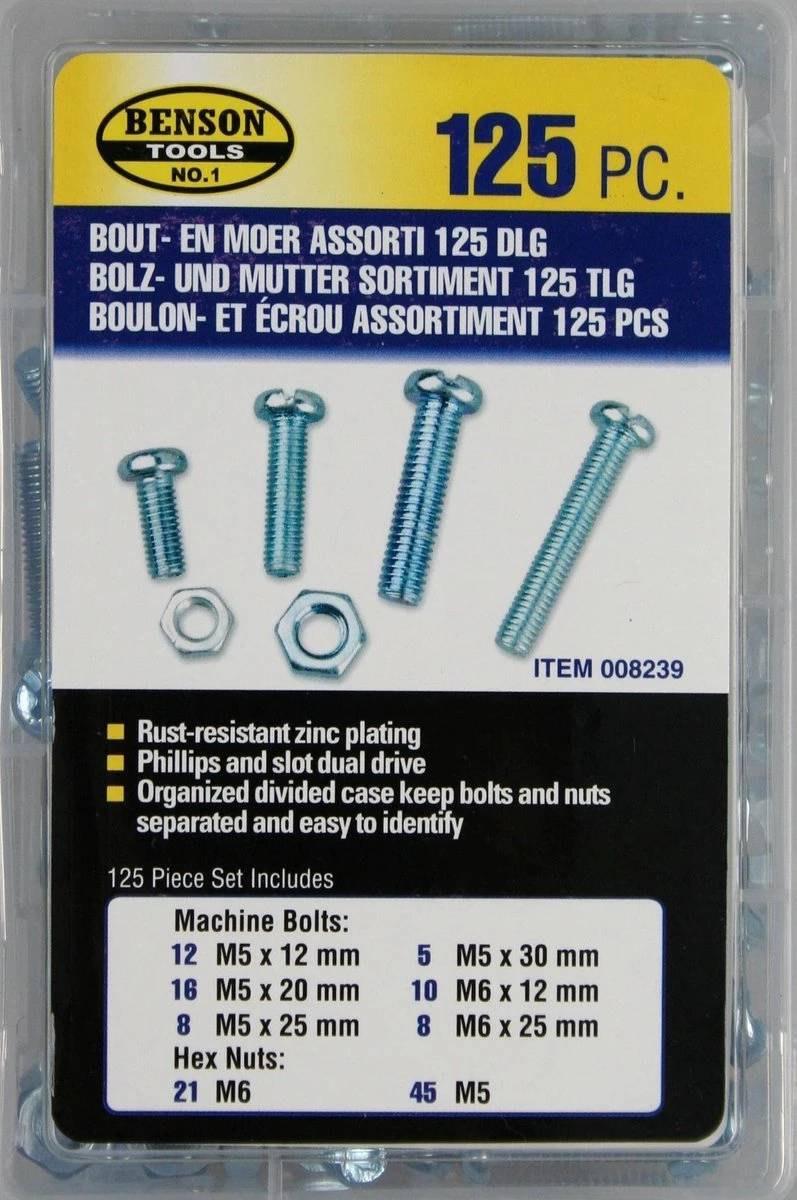 BENSON
TOOLS
NO.1
125 PC.
BOUT- EN MOER ASSORTI 125 DLG
BOLZ- UND MUTTER SORTIMENT 125 TLG
BOULON- ET ÉCROU ASSORTIMENT 125 PCS
ITEM 008239
Rust-resistant zinc plating
Phillips and slot dual drive
Organized divided case keep bolts and nuts
separated and easy to identify
125 Piece Set Includes
Machine Bolts:
12 M5 x 12 mm 5 M5 x 30 mm
16 M5 x 20 mm 10 M6 x 12 mm
8 M5 x 25 mm 8 M6 x 25 mm
Hex Nuts:
21 M6 45 M5